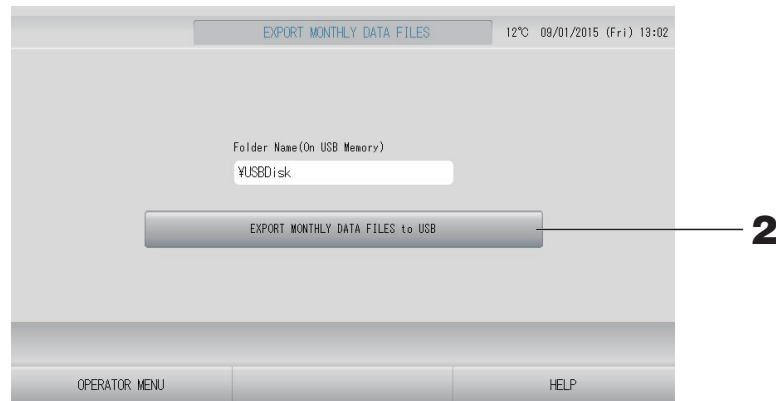 EXPORT MONTHLY DATA FILES 12℃ 09/01/2015 (Fri) 13:02
Folder Name(On USB Memory)
¥USBDisk
EXPORT MONTHLY DATA FILES to USB 2
OPERATOR MENU HELP